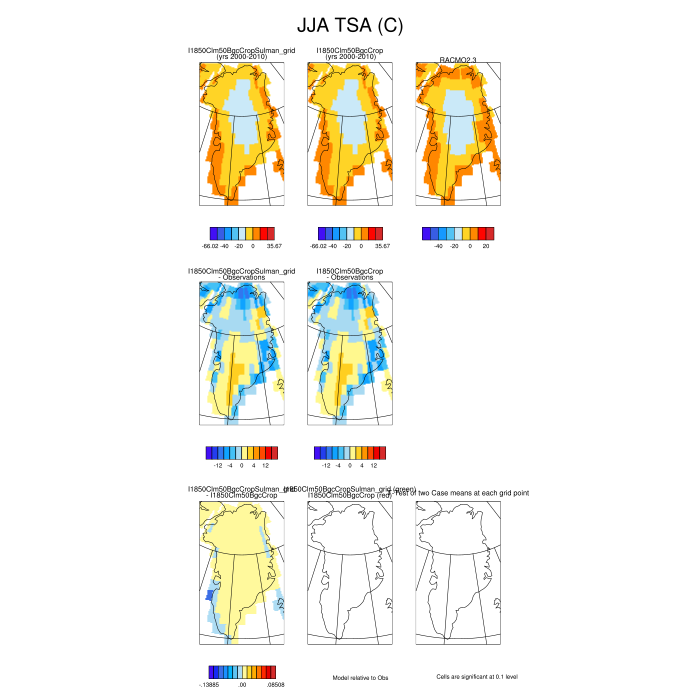 JJA TSA (C)
I1850Clm50BgcCropSulman_grid
(yrs 2000-2010)
I1850Clm50BgcCrop
(yrs 2000-2010)
RACMO2.3
-66.02 -40 -20 0 35.67
-66.02 -40 -20 0 35.67
-40 -20 0 20
I1850Clm50BgcCropSulman_grid
- Observations
I1850Clm50BgcCrop
- Observations
-12 -4 0 4 12
-12 -4 0 4 12
I1850Clm50BgcCropSulman_grid
- I1850Clm50BgcCrop
I1850Clm50BgcCropSulman_grid (green)
I1850Clm50BgcCrop (red)
-Test of two Case means at each grid point
-.13885 .00 .08508
Model relative to Obs
Cells are significant at 0.1 level